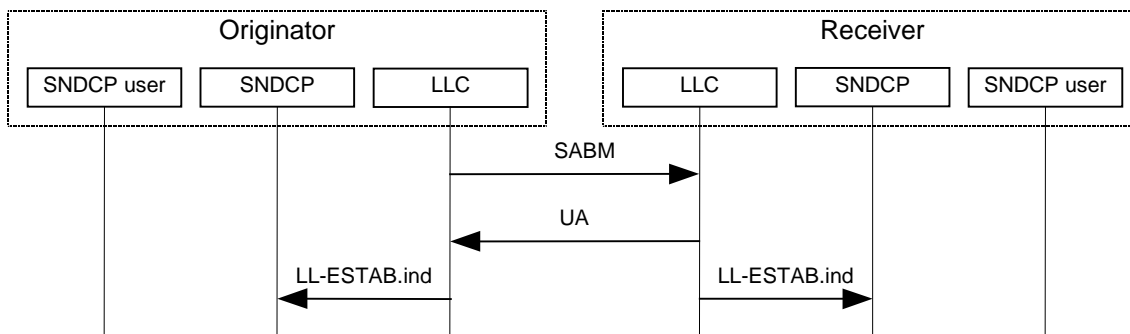 Originator
Receiver
SNDCP user
SNDCP
LLC
LLC
SNDCP
SNDCP user
SABM
UA
LL-ESTAB.ind
LL-ESTAB.ind